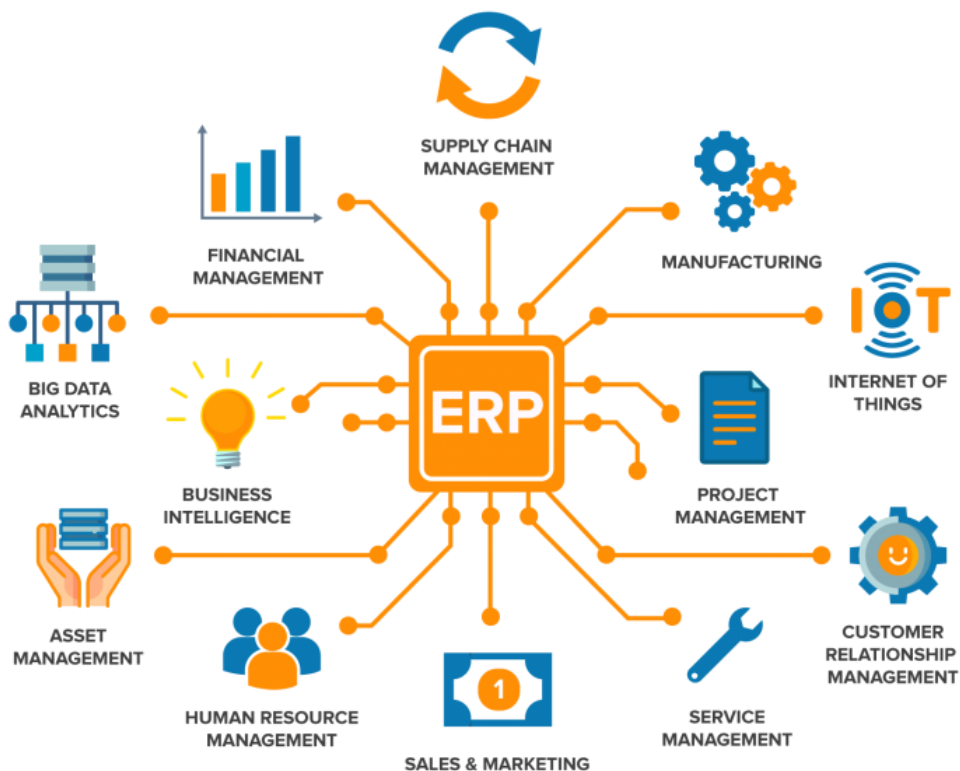 SUPPLY CHAIN
MANAGEMENT
FINANCIAL
MANAGEMENT
MANUFACTURING
IOT
BIG DATA
ANALYTICS
INTERNET OF
THINGS
ERP
BUSINESS
INTELLIGENCE
PROJECT
MANAGEMENT
ASSET
MANAGEMENT
CUSTOMER
RELATIONSHIP
MANAGEMENT
HUMAN RESOURCE
MANAGEMENT
1
SERVICE
MANAGEMENT
SALES & MARKETING